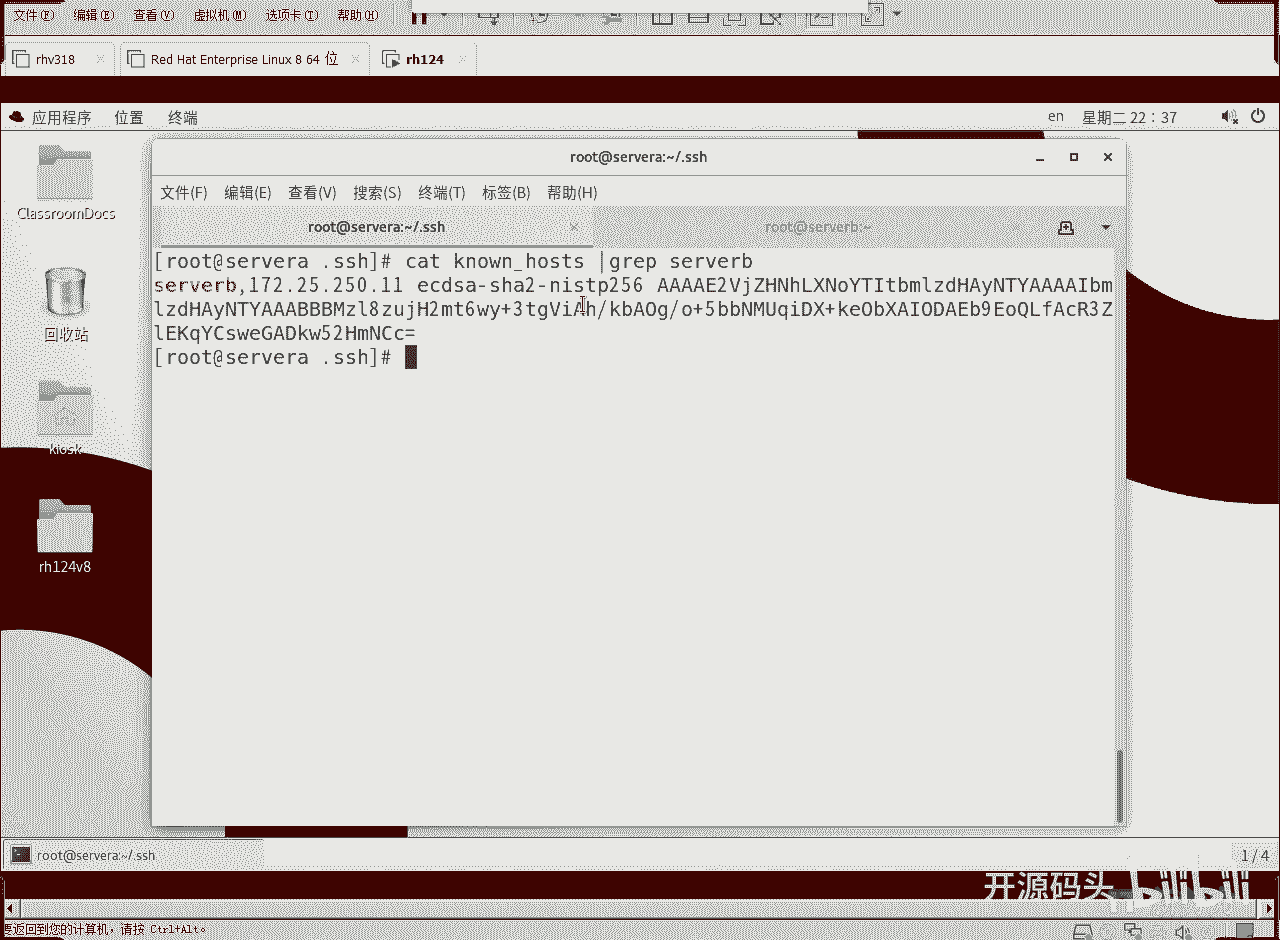 文件(F) 编辑(E) 查看(V) 虚拟机(M) 选项卡(T) 帮助(H)
rhv318 Red Hat Enterprise Linux 8 64 位 rh124
应用程序 位置 终端 en 星期二 22：37
root@servera:~/.ssh
文件(F) 编辑(E) 查看(V) 搜索(S) 终端(T) 标签(B) 帮助(H)
root@servera:~/.ssh root@serverb:~
[root@servera .ssh]# cat known_hosts |grep serverb
serverb,172.25.250.11 ecdsa-sha2-nistp256 AAAAE2VjZHNhLXNoYTItbmlzdHAyNTYAAAAIbm
lzdHAyNTYAAABBBMzl8zujH2mt6wy+3tgViAh/kbAOg/o+5bbNMUqiDX+keObXAIODAEb9EoQLfAcR3Z
lEKqYCsweGADkw52HmNCc=
[root@servera .ssh]#
ClassroomDocs
回收站
kiosk
rh124v8
root@servera:~/.ssh 1 / 4
开源码头 bilibili
要返回到您的计算机，请按 Ctrl+Alt。